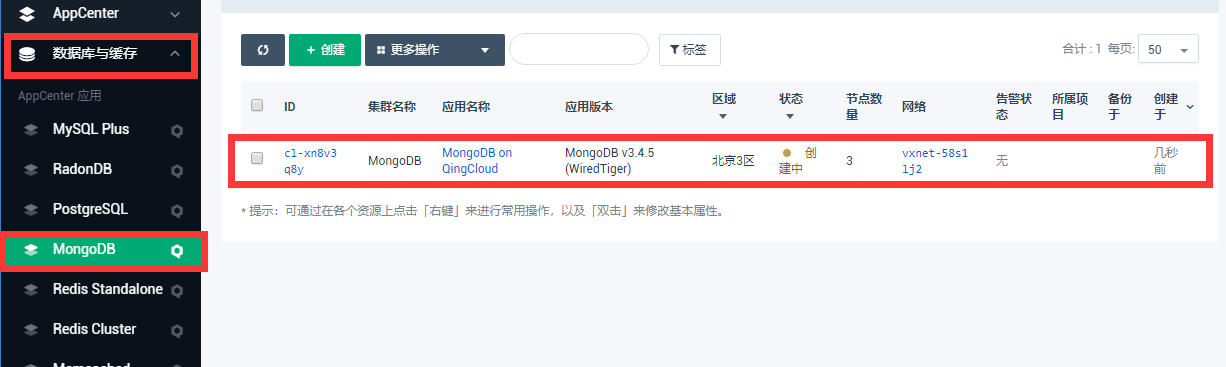 AppCenter
数据库与缓存
AppCenter 应用
MySQL Plus
RadonDB
PostgreSQL
MongoDB
Redis Standalone
Redis Cluster
Memcached
+ 创建
更多操作
标签
合计 : 1 每页: 50
ID 集群名称 应用名称 应用版本 区域 状态 节点数量 网络 告警状态 所属项目 备份于 创建于
cl-xn8v3
q8y
MongoDB
MongoDB on
QingCloud
MongoDB v3.4.5
(WiredTiger)
北京3区
创
建中
3
vxnet-58s1
lj2
无
几秒
前
* 提示：可通过在各个资源上点击「右键」来进行常用操作，以及「双击」来修改基本属性。